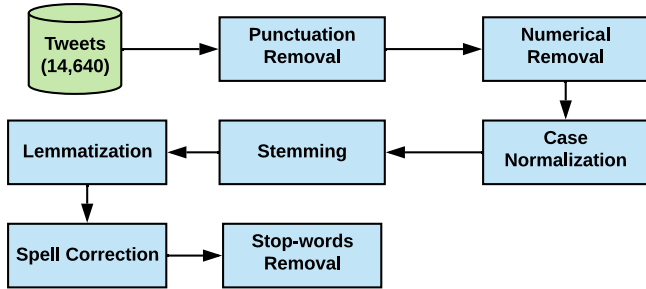 Tweets
(14,640)
Punctuation
Removal
Numerical
Removal
Case
Normalization
Stemming
Lemmatization
Spell Correction
Stop-words
Removal